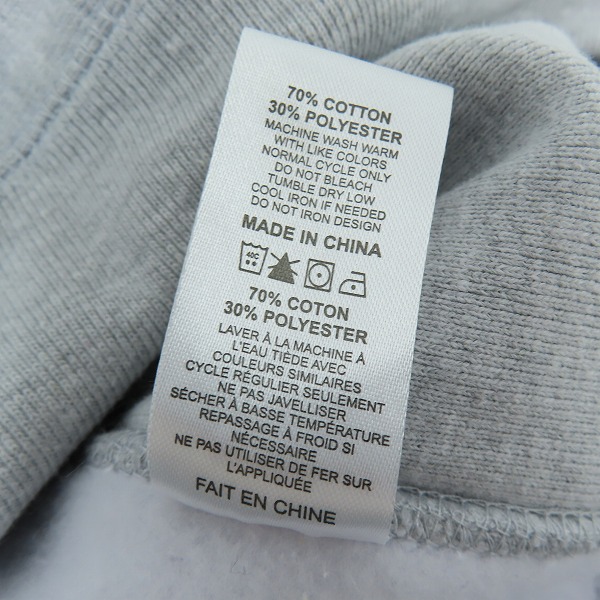 70% COTTON
30% POLYESTER
MACHINE WASH WARM
WITH LIKE COLORS
NORMAL CYCLE ONLY
DO NOT BLEACH
TUMBLE DRY LOW
COOL IRON IF NEEDED
DO NOT IRON DESIGN
MADE IN CHINA
40C
70% COTON
30% POLYESTER
LAVER À LA MACHINE À
L'EAU TIÈDE AVEC
COULEURS SIMILAIRES
CYCLE RÉGULIER SEULEMENT
NE PAS JAVELLISER
SÉCHER À BASSE TEMPÉRATURE
REPASSAGE À FROID SI
NÉCESSAIRE
NE PAS UTILISER DE FER SUR
L'APPLIQUÉE
FAIT EN CHINE